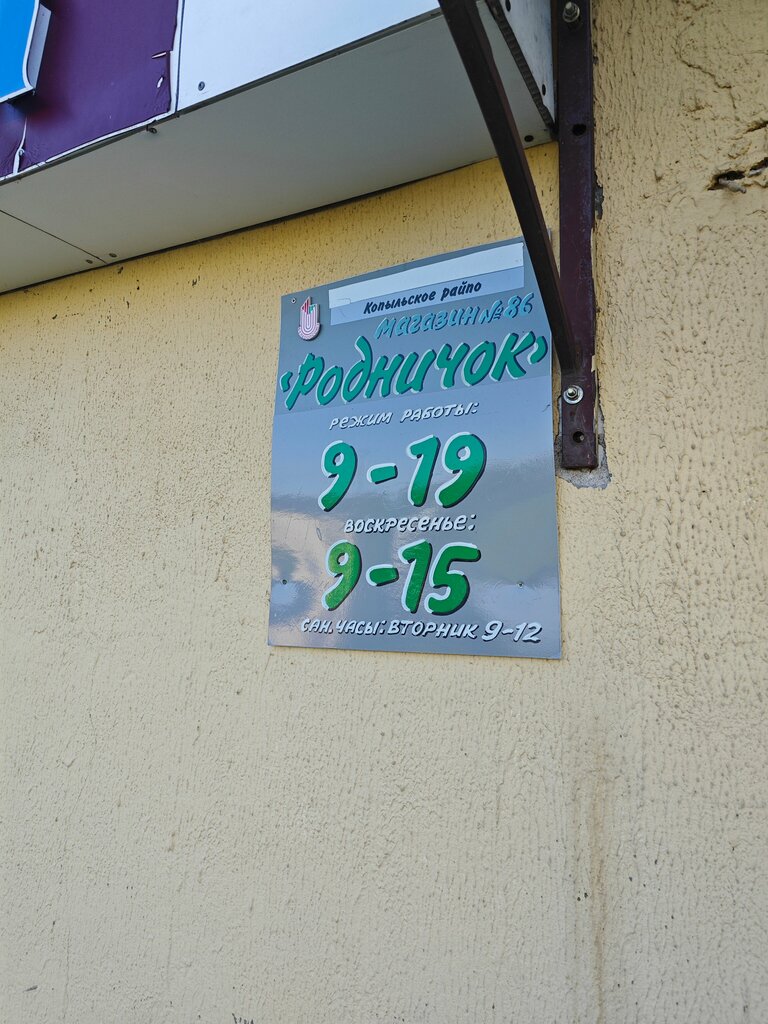 Копыльское райпо
магазин №86
«Родничок»
режим работы:
9-19
воскресенье:
9-15
сан. часы: вторник 9-12